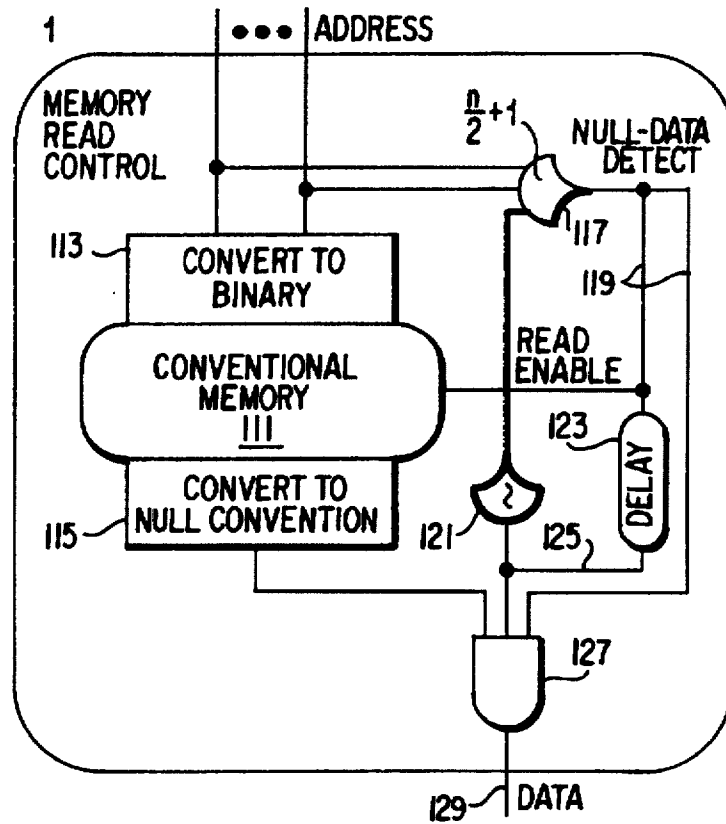 1
••• ADDRESS
MEMORY
READ
CONTROL
n/2+1
NULL-DATA
DETECT
117
113
CONVERT TO
BINARY
119
READ
ENABLE
CONVENTIONAL
MEMORY
111
123
DELAY
CONVERT TO
NULL CONVENTION
115
~
121
125
127
129
DATA